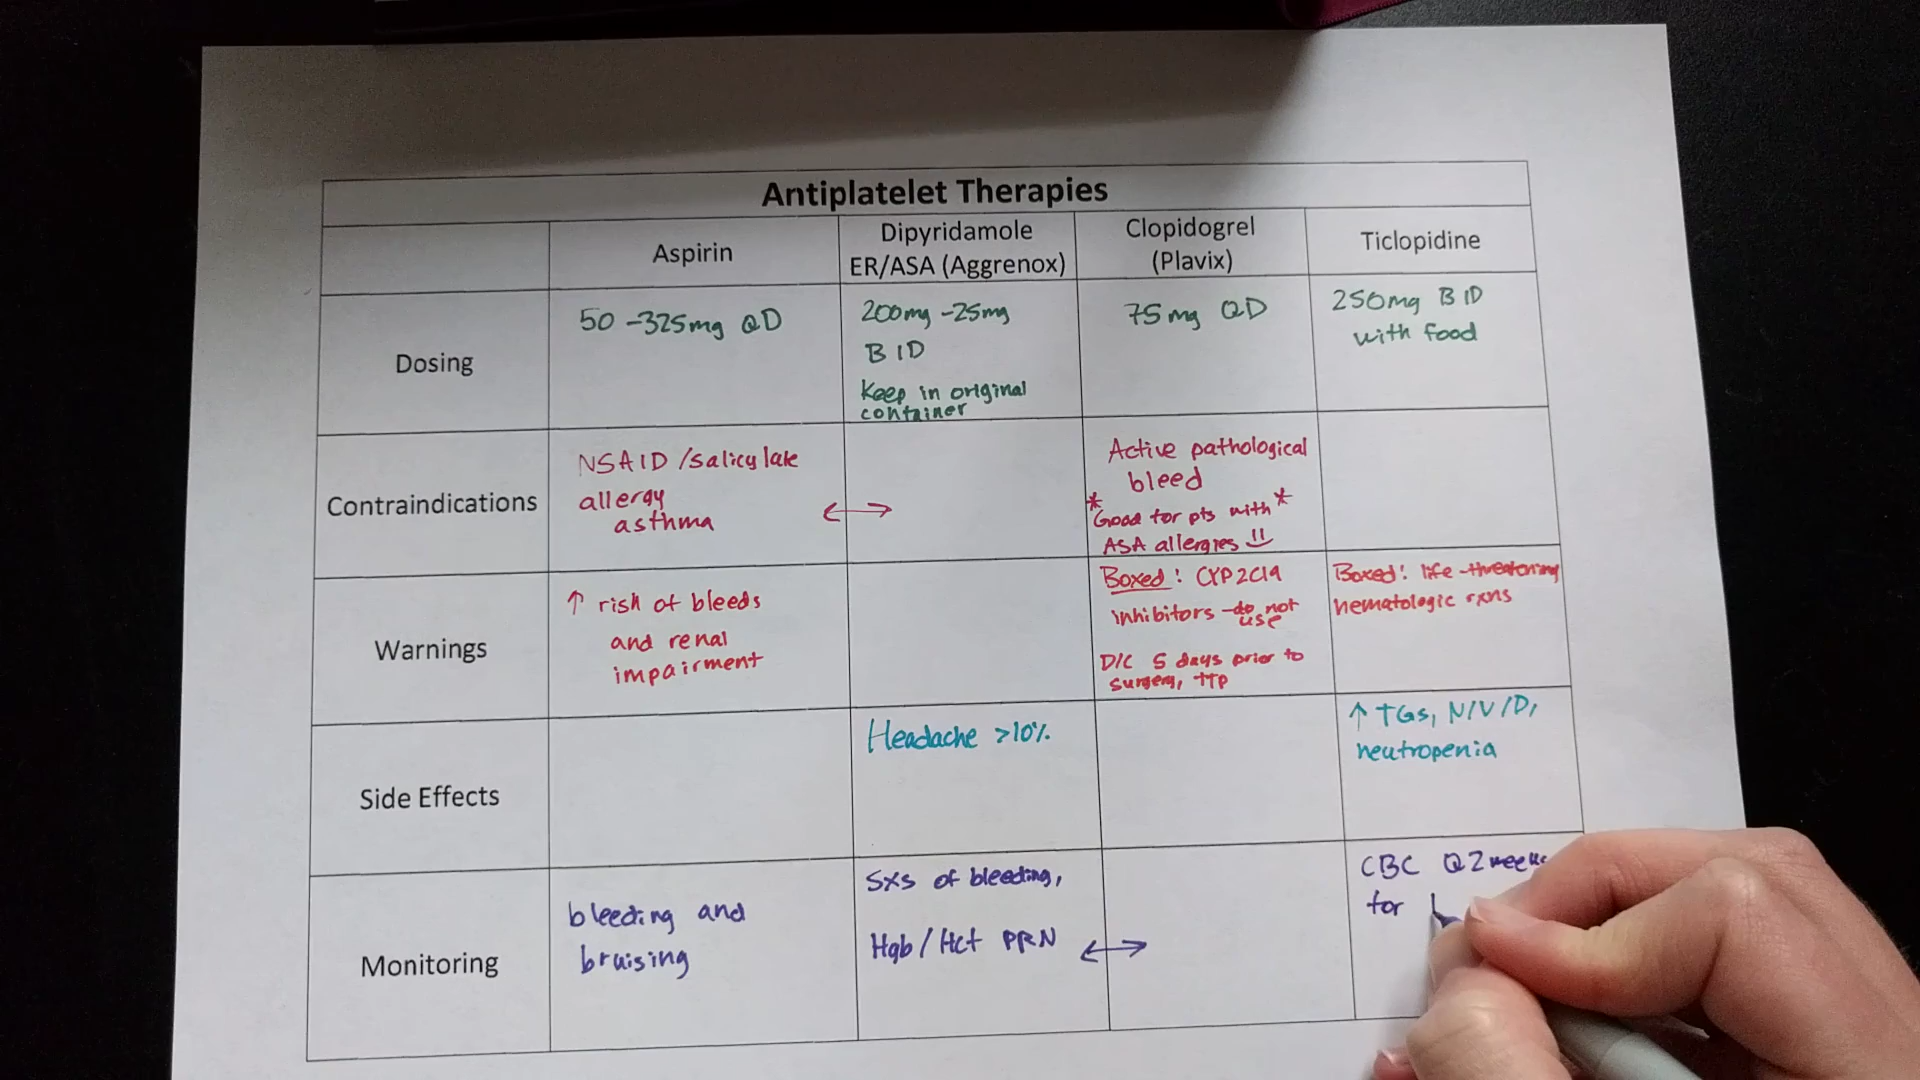 Antiplatelet Therapies
Aspirin
Dipyridamole
ER/ASA (Aggrenox)
Clopidogrel
(Plavix)
Ticlopidine
Dosing
50-325mg QD
200mg-25mg
BID
Keep in original
container
75mg QD
250mg BID
with food
Contraindications
NSAID/salicylate
allergy
asthma
Active pathological
bleed
*Good for pts with*
ASA allergies
Warnings
↑ risk of bleeds
and renal
impairment
Boxed: CYP2C19
inhibitors-do not
use
D/C 5 days prior to
surgery, TTP
Boxed: life-threatening
hematologic rxns
Side Effects
Headache >10%
↑TGs, N/V/D,
neutropenia
Monitoring
bleeding and
bruising
Sxs of bleeding,
Hgb/Hct PRN
CBC Q2
for